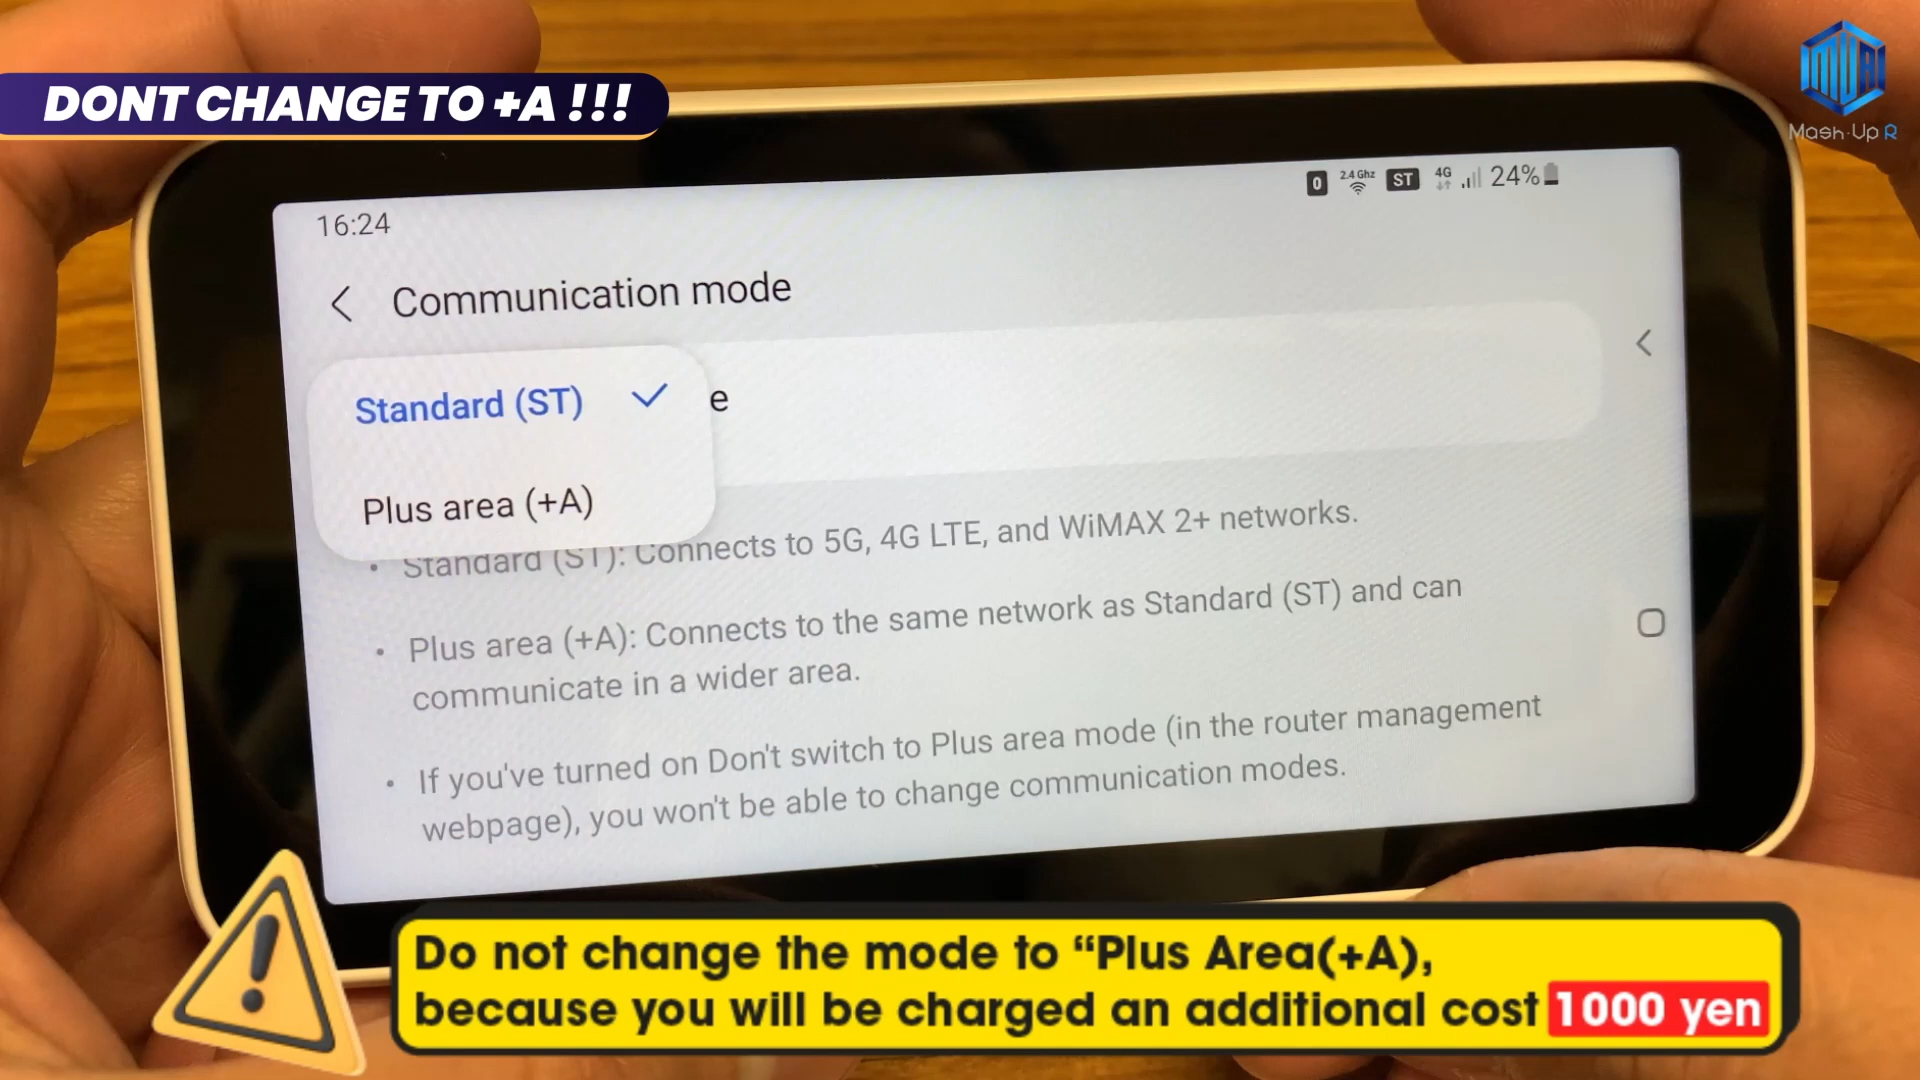 DONT CHANGE TO +A !!!
Mash-Up R
16:24
0 2.4 Ghz ST 4G 24%
Communication mode
Standard (ST)
e
Plus area (+A)
• Standard (ST): Connects to 5G, 4G LTE, and WiMAX 2+ networks.
• Plus area (+A): Connects to the same network as Standard (ST) and can
communicate in a wider area.
• If you've turned on Don't switch to Plus area mode (in the router management
webpage), you won't be able to change communication modes.
Do not change the mode to “Plus Area(+A),
because you will be charged an additional cost 1000 yen